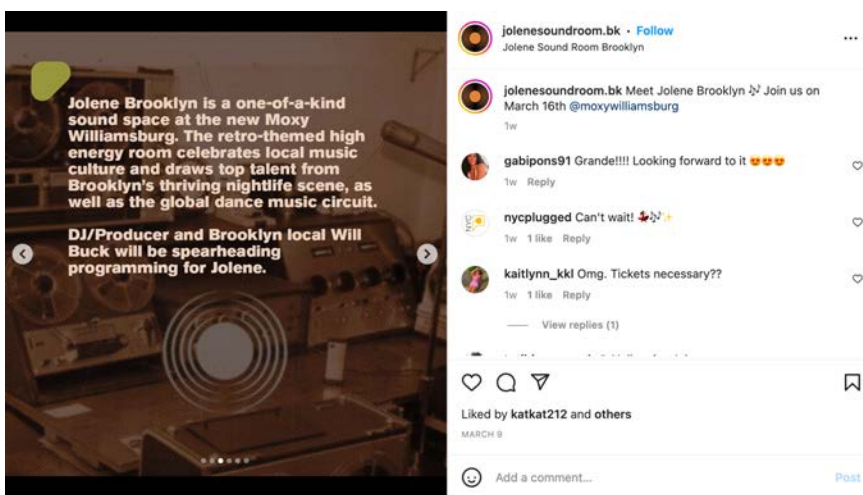 Jolene Brooklyn is a one-of-a-kind
sound space at the new Moxy
Williamsburg. The retro-themed high
energy room celebrates local music
culture and draws top talent from
Brooklyn's thriving nightlife scene, as
well as the global dance music circuit.
DJ/Producer and Brooklyn local Will
Buck will be spearheading
programming for Jolene.
jolenesoundroom.bk • Follow
Jolene Sound Room Brooklyn
jolenesoundroom.bk Meet Jolene Brooklyn 🎶 Join us on
March 16th @moxywilliamsburg
1w
gabipons91 Grande!!!! Looking forward to it 😍😍😍
1w Reply
NYC
nycplugged Can't wait! 💃🎶✨
1w 1 like Reply
kaitlynn_kkl Omg. Tickets necessary??
1w 1 like Reply
View replies (1)
Liked by katkat212 and others
MARCH 9
Add a comment...
Post